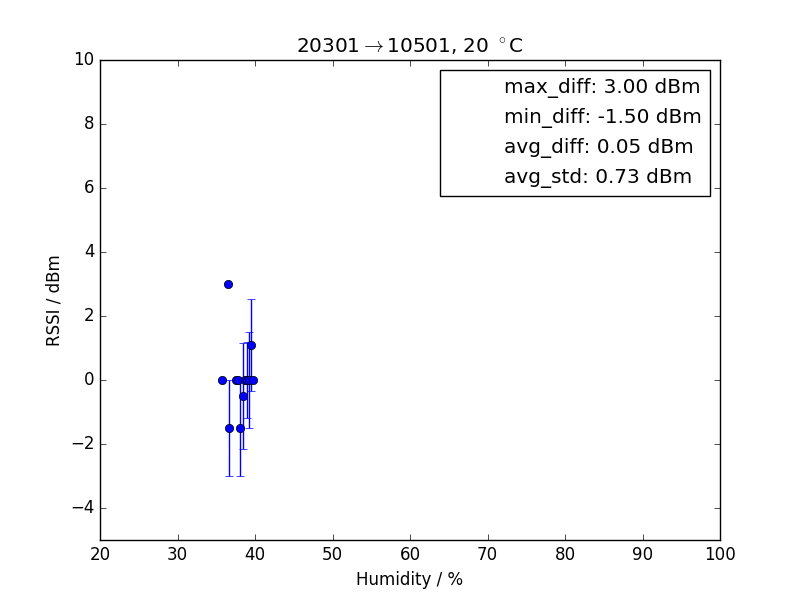 20301→10501, 20 °C
max_diff: 3.00 dBm
min_diff: -1.50 dBm
avg_diff: 0.05 dBm
avg_std: 0.73 dBm
10
8
6
4
2
0
−2
−4
RSSI / dBm
20 30 40 50 60 70 80 90 100
Humidity / %